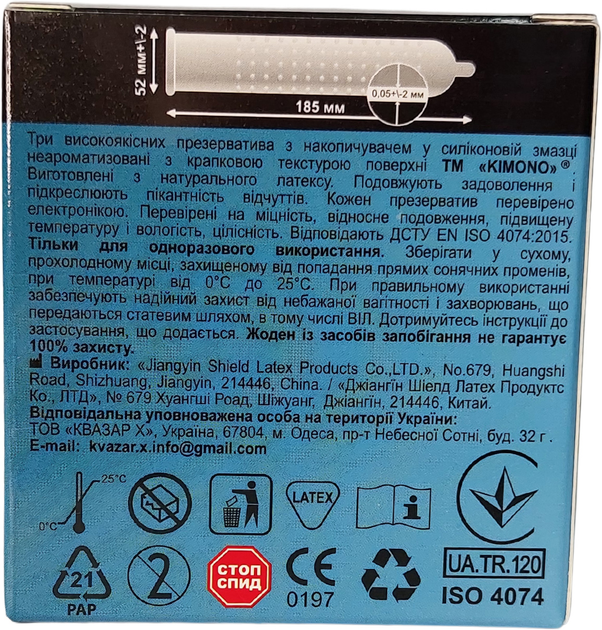 52 мм+\-2
0,05+\-2 мм
185 мм
Три високоякісних презерватива з накопичувачем у силіконовій змазці
неароматизовані з крапковою текстурою поверхні ТМ «KIMONO»®.
Виготовлені з натурального латексу. Подовжують задоволення і
підкреслюють пікантність відчуттів. Кожен презерватив перевірено
електронікою. Перевірені на міцність, відносне подовження, підвищену
температуру і вологість, цілісність. Відповідають ДСТУ EN ISO 4074:2015.
Тільки для одноразового використання. Зберігати у сухому,
прохолодному місці, захищеному від попадання прямих сонячних променів,
при температурі від 0°С до 25°С. При правильному використанні
забезпечують надійний захист від небажаної вагітності і захворювань, що
передаються статевим шляхом, в тому числі ВІЛ. Дотримуйтесь інструкції до
застосування, що додається. Жоден із засобів запобігання не гарантує
100% захисту.
Виробник: «Jiangyin Shield Latex Products Co.,LTD.», No.679, Huangshi
Road, Shizhuang, Jiangyin, 214446, China. / «Джіангїн Шіелд Латех Продуктс
Ко., ЛТД», № 679 Хуангші Роад, Шіжуанг, Джіангїн, 214446, Китай.
Відповідальна уповноважена особа на території України:
ТОВ «КВАЗАР Х», Україна, 67804, м. Одеса, пр-т Небесної Сотні, буд. 32 г.
E-mail: kvazar.x.info@gmail.com
25°C
0°C
LATEX
i
21
PAP
2
СТОП
СПИД
CE
0197
UA.TR.120
ISO 4074